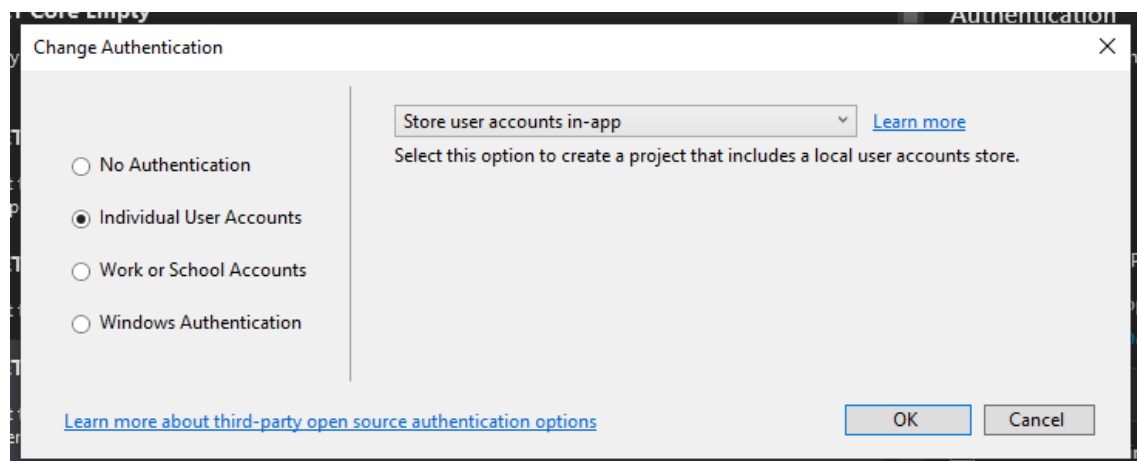 Core Empty
Authentication
Change Authentication
Store user accounts in-app
Learn more
Select this option to create a project that includes a local user accounts store.
No Authentication
Individual User Accounts
Work or School Accounts
Windows Authentication
Learn more about third-party open source authentication options
OK
Cancel